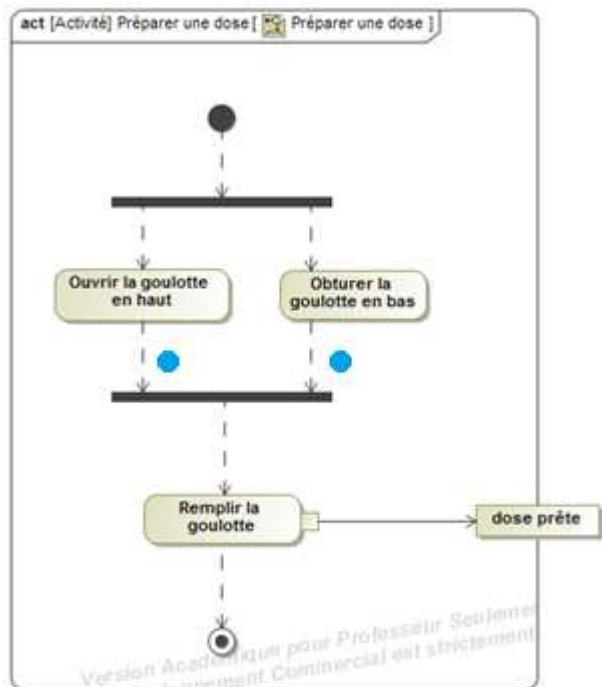 act [Activité] Préparer une dose [ Préparer une dose ]
Ouvrir la goulotte
en haut
Obturer la
goulotte en bas
Remplir la
goulotte
dose prête
Version Académique pour Professeur Seuleme
Commercial est strictement